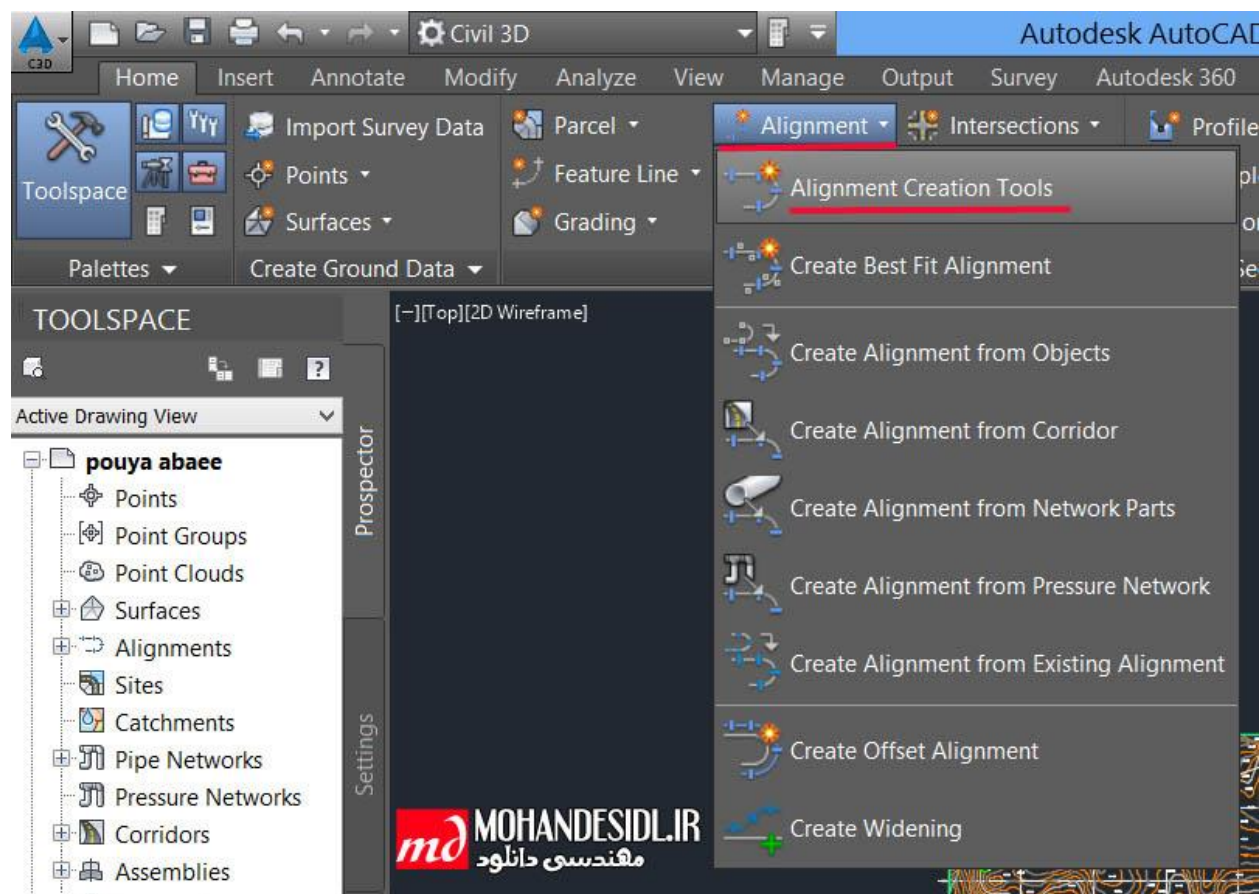 C3D
Civil 3D
Autodesk AutoCAD
Home Insert Annotate Modify Analyze View Manage Output Survey Autodesk 360
Import Survey Data Parcel Alignment Intersections Profile
Toolspace Points Feature Line
Surfaces Grading
Palettes Create Ground Data
Alignment Creation Tools
Create Best Fit Alignment
Create Alignment from Objects
Create Alignment from Corridor
Create Alignment from Network Parts
Create Alignment from Pressure Network
Create Alignment from Existing Alignment
Create Offset Alignment
Create Widening
[−][Top][2D Wireframe]
TOOLSPACE
?
Active Drawing View
pouya abaee
Points
Point Groups
Point Clouds
Surfaces
Alignments
Sites
Catchments
Pipe Networks
Pressure Networks
Corridors
Assemblies
Prospector
Settings
md MOHANDESIDL.IR
مهندسی دانلود